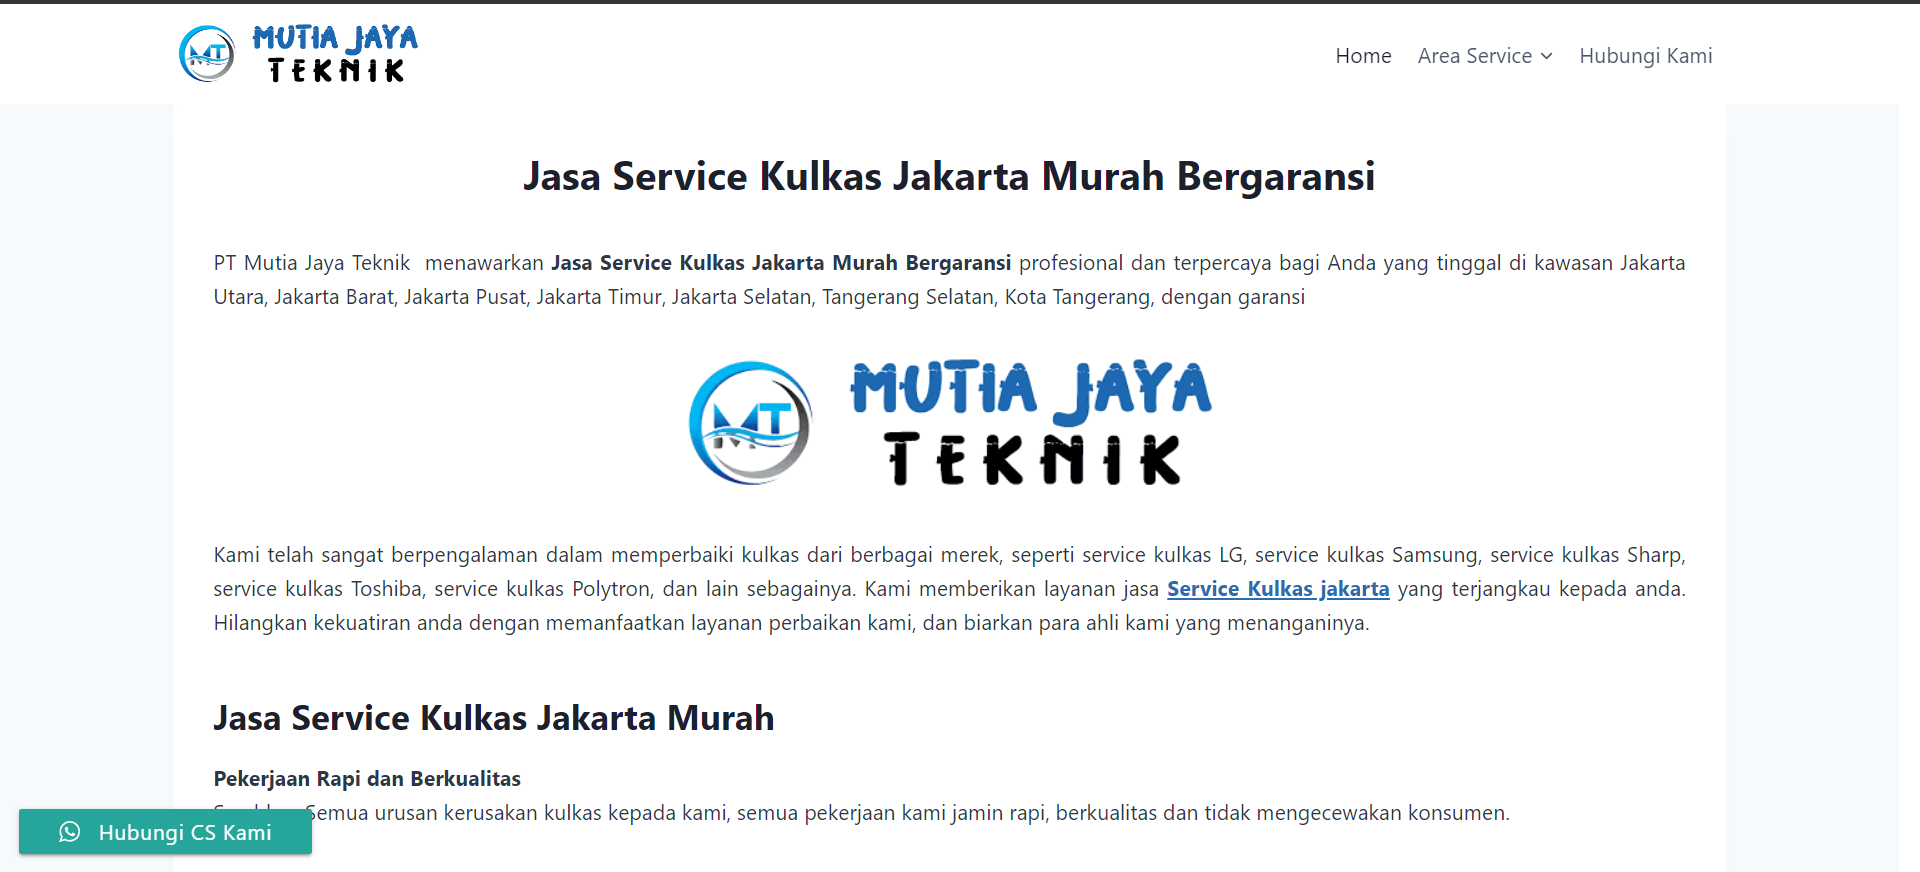 MUTIA JAYA
TEKNIK
Home Area Service Hubungi Kami
Jasa Service Kulkas Jakarta Murah Bergaransi
PT Mutia Jaya Teknik menawarkan Jasa Service Kulkas Jakarta Murah Bergaransi profesional dan terpercaya bagi Anda yang tinggal di kawasan Jakarta
Utara, Jakarta Barat, Jakarta Pusat, Jakarta Timur, Jakarta Selatan, Tangerang Selatan, Kota Tangerang, dengan garansi
MT
MUTIA JAYA
TEKNIK
Kami telah sangat berpengalaman dalam memperbaiki kulkas dari berbagai merek, seperti service kulkas LG, service kulkas Samsung, service kulkas Sharp,
service kulkas Toshiba, service kulkas Polytron, dan lain sebagainya. Kami memberikan layanan jasa Service Kulkas jakarta yang terjangkau kepada anda.
Hilangkan kekuatiran anda dengan memanfaatkan layanan perbaikan kami, dan biarkan para ahli kami yang menanganinya.
Jasa Service Kulkas Jakarta Murah
Pekerjaan Rapi dan Berkualitas
Semua urusan kerusakan kulkas kepada kami, semua pekerjaan kami jamin rapi, berkualitas dan tidak mengecewakan konsumen.
Hubungi CS Kami